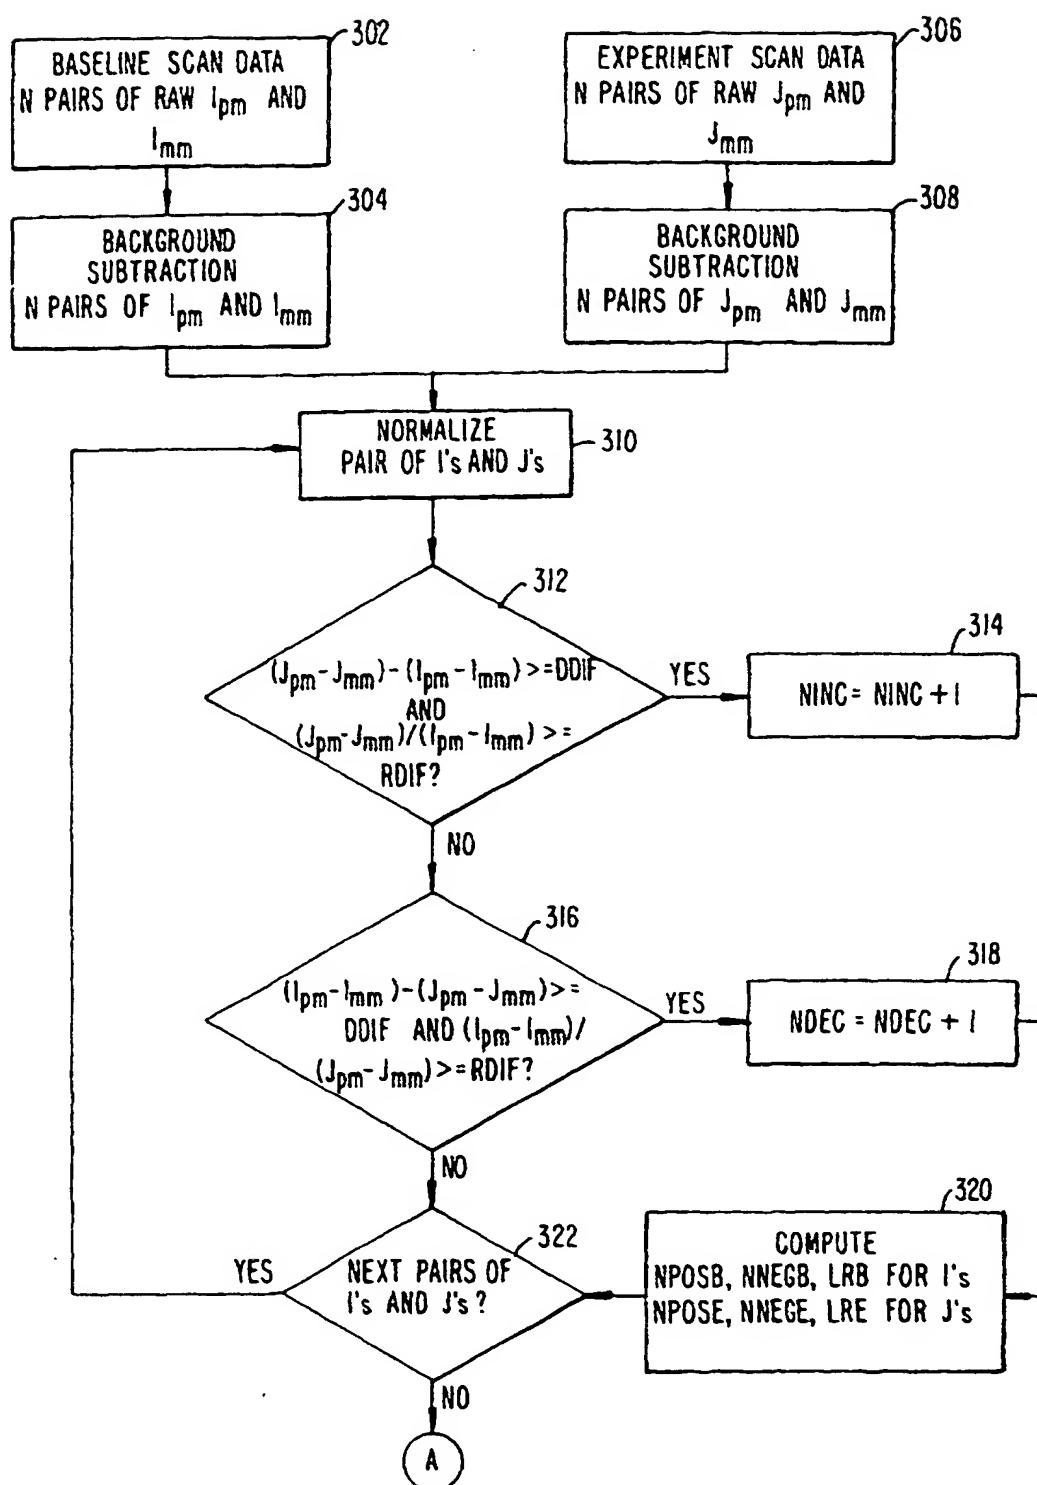 302
BASELINE SCAN DATA
N PAIRS OF RAW Ipm AND
Imm
306
EXPERIMENT SCAN DATA
N PAIRS OF RAW Jpm AND
Jmm
304
BACKGROUND
SUBTRACTION
N PAIRS OF Ipm AND Imm
308
BACKGROUND
SUBTRACTION
N PAIRS OF Jpm AND Jmm
NORMALIZE
PAIR OF I's AND J's
310
312
(Jpm-Jmm)-(Ipm-Imm) >=DDIF
AND
(Jpm-Jmm)/(Ipm-Imm) >=
RDIF?
YES
314
NINC= NINC + I
NO
316
(Ipm-Imm)-(Jpm-Jmm)>=
DDIF AND (Ipm-Imm)/
(Jpm-Jmm) >=RDIF?
YES
318
NDEC = NDEC + I
NO
322
NEXT PAIRS OF
I's AND J's ?
YES
320
COMPUTE
NPOSB, NNEGB, LRB FOR I's
NPOSE, NNEGE, LRE FOR J's
NO
A